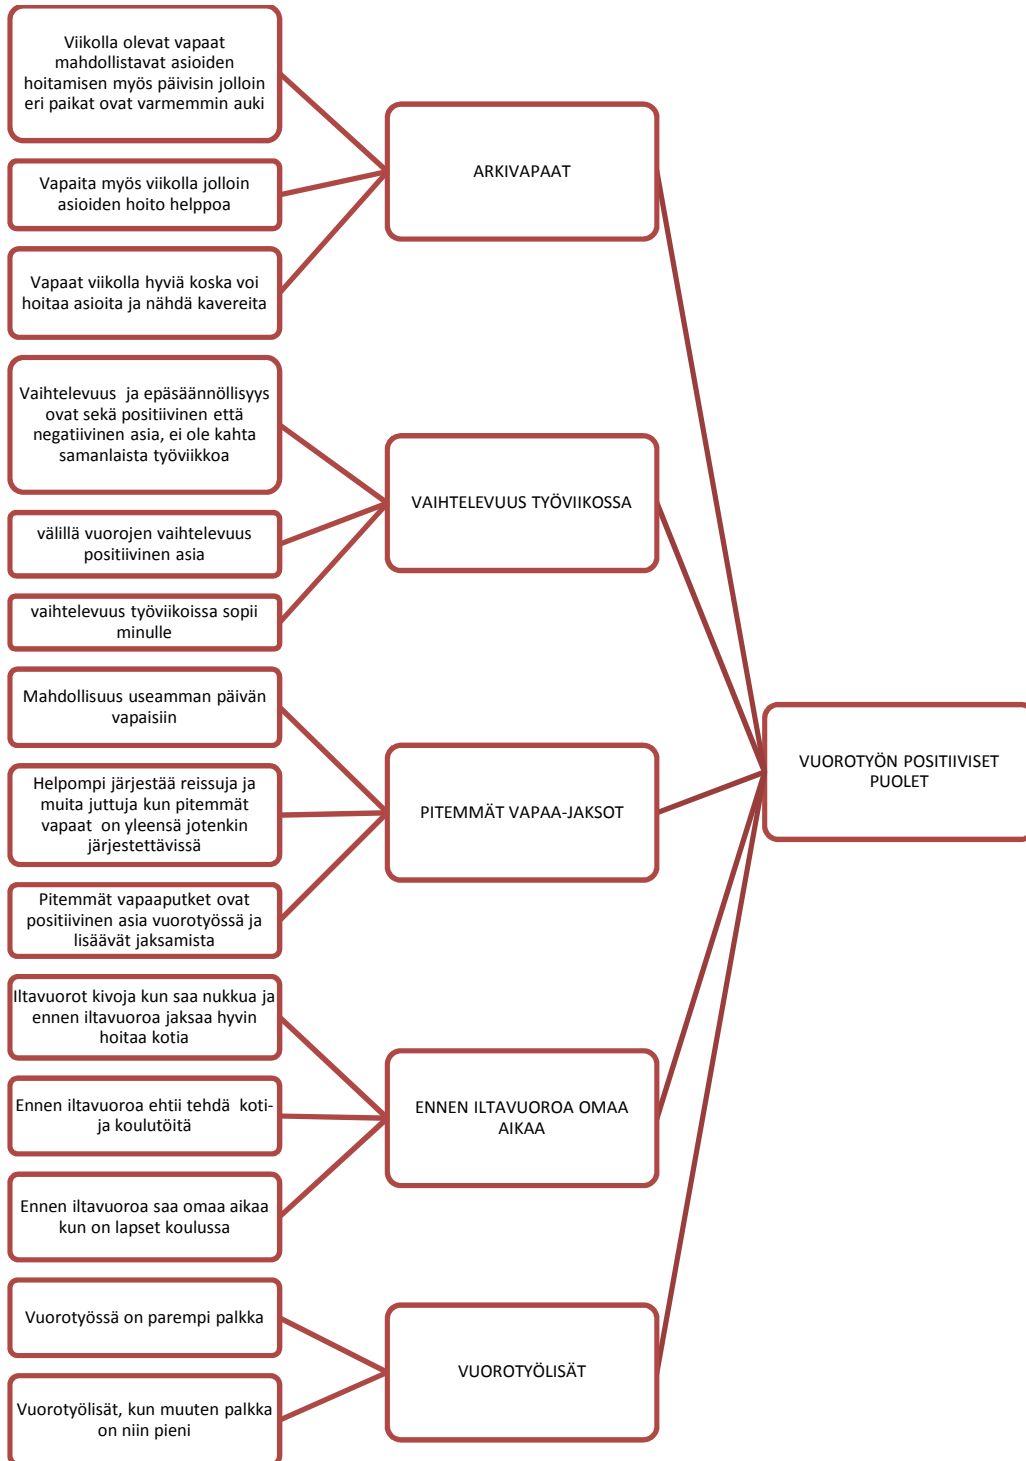 Viikolla olevat vapaat
mahdollistavat asioiden
hoitamisen myös päivisin jolloin
eri paikat ovat varmemmin auki
Vapaita myös viikolla jolloin
asioiden hoito helppoa
Vapaat viikolla hyviä koska voi
hoitaa asioita ja nähdä kavereita
ARKIVAPAAT
Vaihtelevuus  ja epäsäännöllisyys
ovat sekä positiivinen että
negatiivinen asia, ei ole kahta
samanlaista työviikkoa
välillä vuorojen vaihtelevuus
positiivinen asia
vaihtelevuus työviikoissa sopii
minulle
VAIHTELEVUUS TYÖVIIKOSSA
Mahdollisuus useamman päivän
vapaisiin
Helpompi järjestää reissuja ja
muita juttuja kun pitemmät
vapaat  on yleensä jotenkin
järjestettävissä
Pitemmät vapaaputket ovat
positiivinen asia vuorotyössä ja
lisäävät jaksamista
PITEMMÄT VAPAA-JAKSOT
Iltavuorot kivoja kun saa nukkua ja
ennen iltavuoroa jaksaa hyvin
hoitaa kotia
Ennen iltavuoroa ehtii tehdä  koti-
ja koulutöitä
Ennen iltavuoroa saa omaa aikaa
kun on lapset koulussa
ENNEN ILTAVUOROA OMAA
AIKAA
Vuorotyössä on parempi palkka
Vuorotyölisät, kun muuten palkka
on niin pieni
VUOROTYÖLISÄT
VUOROTYÖN POSITIIVISET
PUOLET